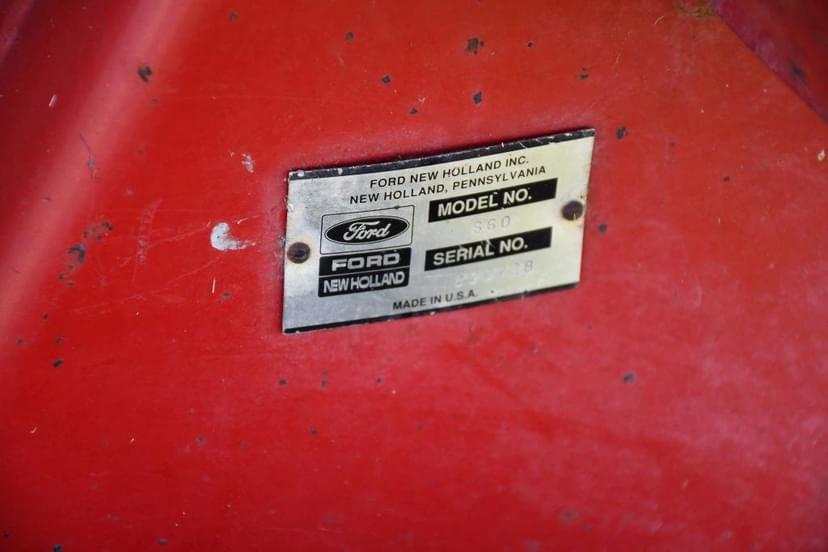 FORD NEW HOLLAND INC.
NEW HOLLAND, PENNSYLVANIA
MODEL NO.
Ford
FORD
NEW HOLLAND
SERIAL NO.
MADE IN U.S.A.